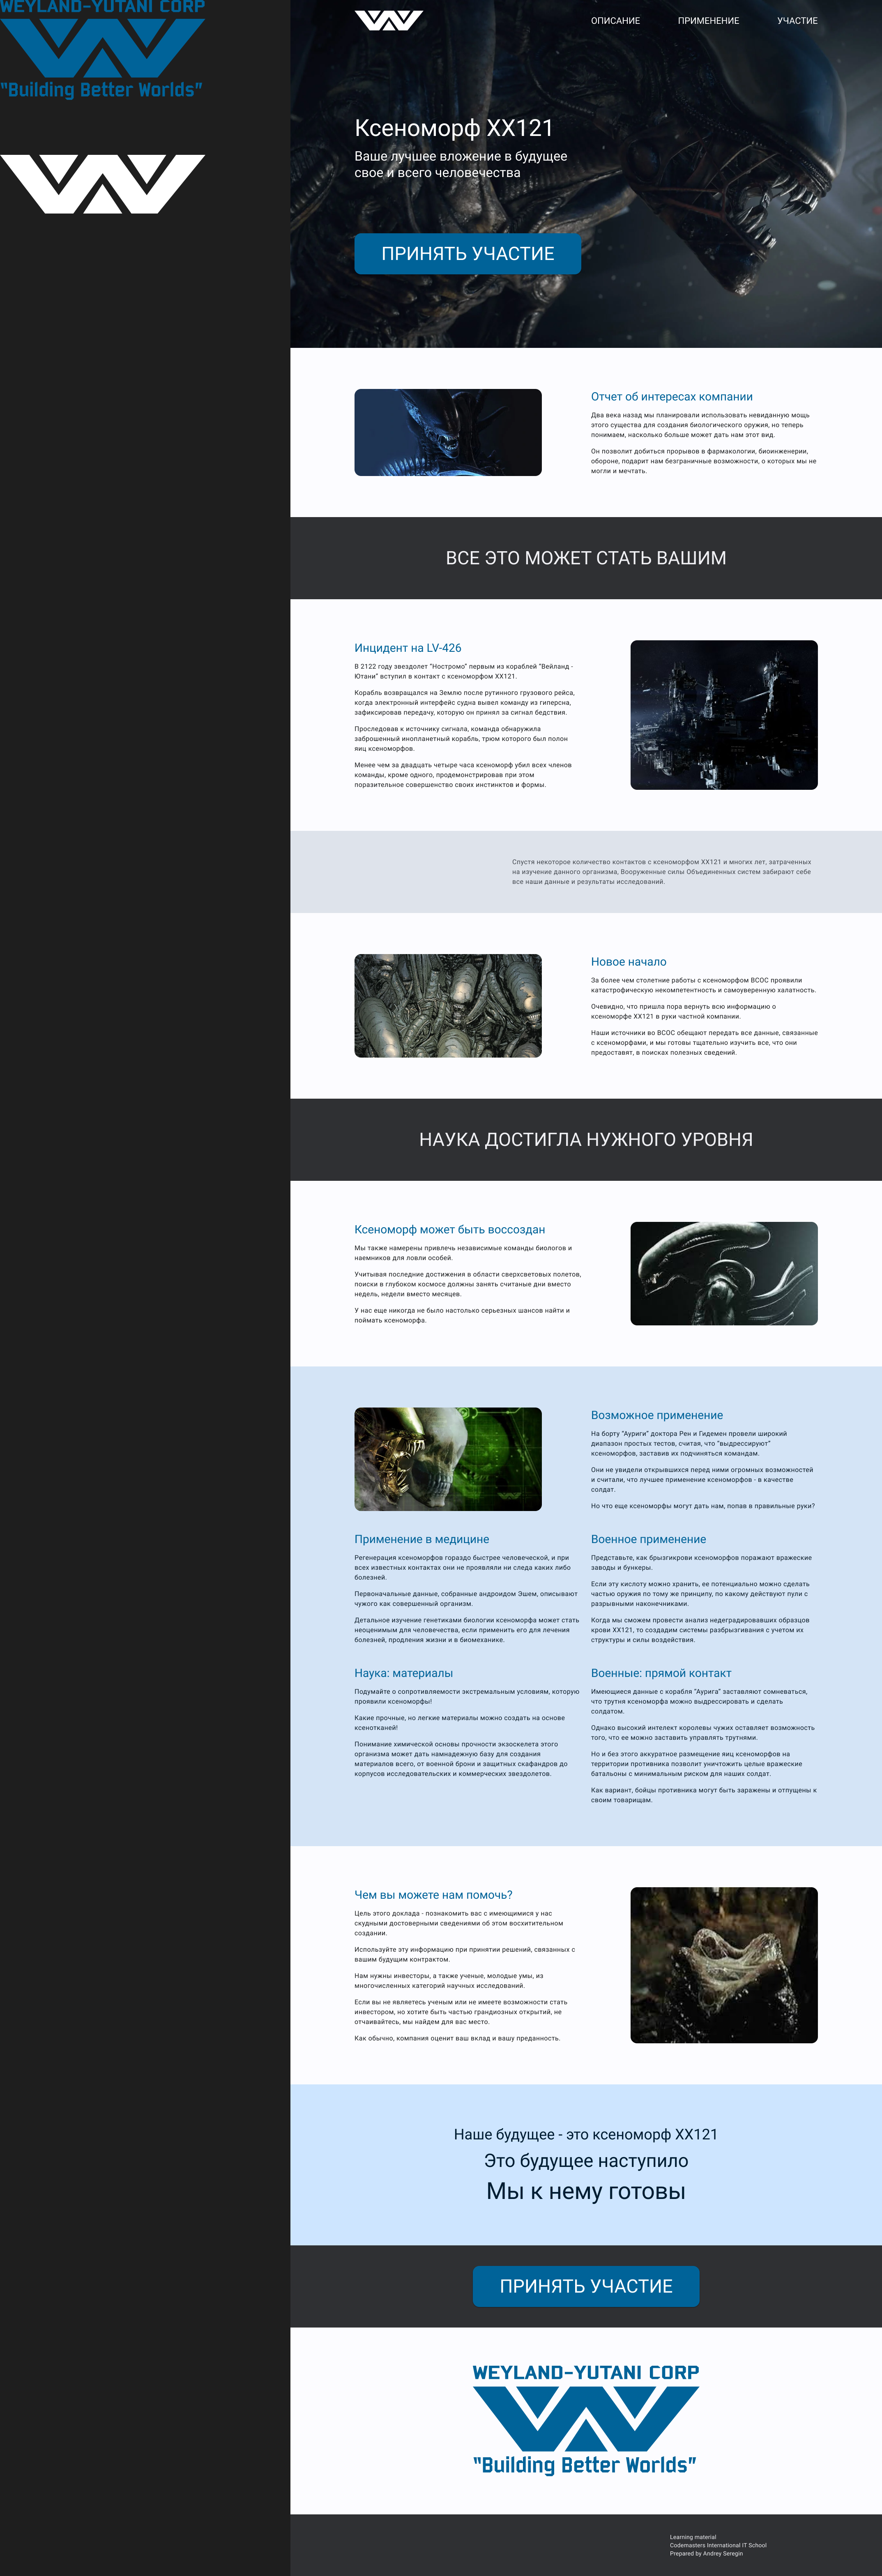 WEYLAND-YUTANI CORP
"Building Better Worlds"
ОПИСАНИЕ ПРИМЕНЕНИЕ УЧАСТИЕ
Ксеноморф XX121
Ваше лучшее вложение в будущее
свое и всего человечества
ПРИНЯТЬ УЧАСТИЕ
Отчет об интересах компании
Два века назад мы планировали использовать невиданную мощь
этого существа для создания биологического оружия, но теперь
понимаем, насколько больше может дать нам этот вид.
Он позволит добиться прорывов в фармакологии, биоинженерии,
обороне, подарит нам безграничные возможности, о которых мы не
могли и мечтать.
ВСЕ ЭТО МОЖЕТ СТАТЬ ВАШИМ
Инцидент на LV-426
В 2122 году звездолет “Ностромо” первым из кораблей “Вейланд -
Ютани” вступил в контакт с ксеноморфом XX121.
Корабль возвращался на Землю после рутинного грузового рейса,
когда электронный интерфейс судна вывел команду из гиперсна,
зафиксировав передачу, которую он принял за сигнал бедствия.
Проследовав к источнику сигнала, команда обнаружила
заброшенный инопланетный корабль, трюм которого был полон
яиц ксеноморфов.
Менее чем за двадцать четыре часа ксеноморф убил всех членов
команды, кроме одного, продемонстрировав при этом
поразительное совершенство своих инстинктов и формы.
Спустя некоторое количество контактов с ксеноморфом XX121 и многих лет, затраченных
на изучение данного организма, Вооруженные силы Объединенных систем забирают себе
все наши данные и результаты исследований.
Новое начало
За более чем столетние работы с ксеноморфом ВСОС проявили
катастрофическую некомпетентность и самоуверенную халатность.
Очевидно, что пришла пора вернуть всю информацию о
ксеноморфе XX121 в руки частной компании.
Наши источники во ВСОС обещают передать все данные, связанные
с ксеноморфами, и мы готовы тщательно изучить все, что они
предоставят, в поисках полезных сведений.
НАУКА ДОСТИГЛА НУЖНОГО УРОВНЯ
Ксеноморф может быть воссоздан
Мы также намерены привлечь независимые команды биологов и
наемников для ловли особей.
Учитывая последние достижения в области сверхсветовых полетов,
поиски в глубоком космосе должны занять считаные дни вместо
недель, недели вместо месяцев.
У нас еще никогда не было настолько серьезных шансов найти и
поймать ксеноморфа.
Возможное применение
На борту “Ауриги” доктора Рен и Гидемен провели широкий
диапазон простых тестов, считая, что “выдрессируют”
ксеноморфов, заставив их подчиняться командам.
Они не увидели открывшихся перед ними огромных возможностей
и считали, что лучшее применение ксеноморфов - в качестве
солдат.
Но что еще ксеноморфы могут дать нам, попав в правильные руки?
Применение в медицине
Регенерация ксеноморфов гораздо быстрее человеческой, и при
всех известных контактах они не проявляли ни следа каких либо
болезней.
Первоначальные данные, собранные андроидом Эшем, описывают
чужого как совершенный организм.
Детальное изучение генетиками биологии ксеноморфа может стать
неоценимым для человечества, если применить его для лечения
болезней, продления жизни и в биомеханике.
Военное применение
Представьте, как брызгикрови ксеноморфов поражают вражеские
заводы и бункеры.
Если эту кислоту можно хранить, ее потенциально можно сделать
частью оружия по тому же принципу, по какому действуют пули с
разрывными наконечниками.
Когда мы сможем провести анализ недеградировавших образцов
крови XX121, то создадим системы разбрызгивания с учетом их
структуры и силы воздействия.
Наука: материалы
Подумайте о сопротивляемости экстремальным условиям, которую
проявили ксеноморфы!
Какие прочные, но легкие материалы можно создать на основе
ксенотканей!
Понимание химической основы прочности экзоскелета этого
организма может дать намнадежную базу для создания
материалов всего, от военной брони и защитных скафандров до
корпусов исследовательских и коммерческих звездолетов.
Военные: прямой контакт
Имеющиеся данные с корабля “Аурига” заставляют сомневаться,
что трутня ксеноморфа можно выдрессировать и сделать
солдатом.
Однако высокий интелект королевы чужих оставляет возможность
того, что ее можно заставить управлять трутнями.
Но и без этого аккуратное размещение яиц ксеноморфов на
территории противника позволит уничтожить целые вражеские
батальоны с минимальным риском для наших солдат.
Как вариант, бойцы противника могут быть заражены и отпущены к
своим товарищам.
Чем вы можете нам помочь?
Цель этого доклада - познакомить вас с имеющимися у нас
скудными достоверными сведениями об этом восхитительном
создании.
Используйте эту информацию при принятии решений, связанных с
вашим будущим контрактом.
Нам нужны инвесторы, а также ученые, молодые умы, из
многочисленных категорий научных исследований.
Если вы не являетесь ученым или не имеете возможности стать
инвестором, но хотите быть частью грандиозных открытий, не
отчаивайтесь, мы найдем для вас место.
Как обычно, компания оценит ваш вклад и вашу преданность.
Наше будущее - это ксеноморф XX121
Это будущее наступило
Мы к нему готовы
ПРИНЯТЬ УЧАСТИЕ
WEYLAND-YUTANI CORP
"Building Better Worlds"
Learning material
Codemasters International IT School
Prepared by Andrey Seregin